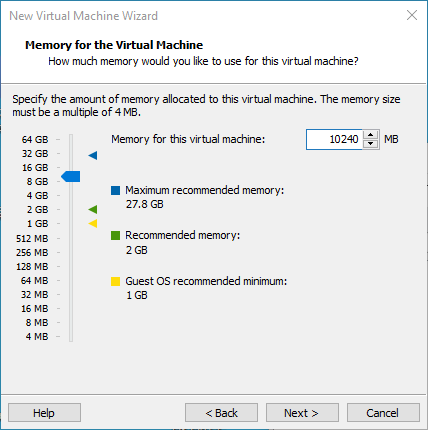 New Virtual Machine Wizard
Memory for the Virtual Machine
How much memory would you like to use for this virtual machine?
Specify the amount of memory allocated to this virtual machine. The memory size
must be a multiple of 4 MB.
64 GB
Memory for this virtual machine: 10240 MB
32 GB
16 GB
8 GB
4 GB
2 GB
1 GB
512 MB
256 MB
128 MB
64 MB
32 MB
16 MB
8 MB
4 MB
Maximum recommended memory:
27.8 GB
Recommended memory:
2 GB
Guest OS recommended minimum:
1 GB
Help
< Back
Next >
Cancel